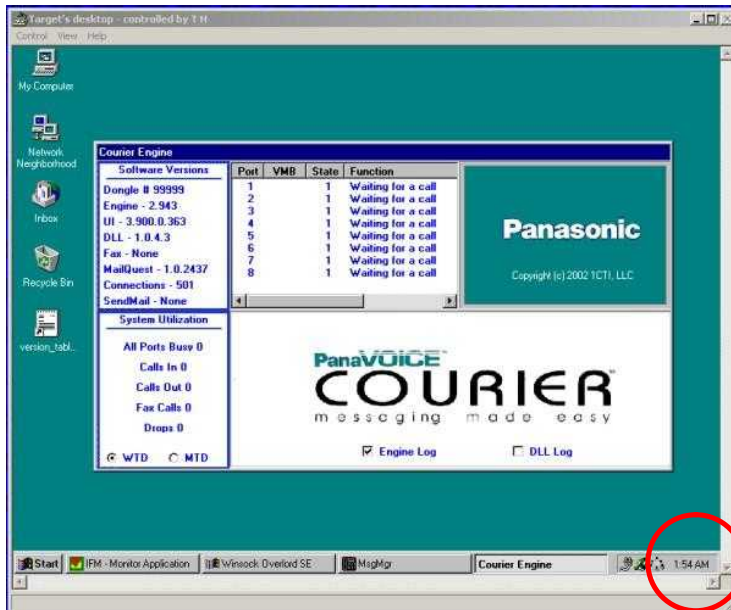 Target's desktop - controlled by T H
Control View Help
My Computer
Network
Neighborhood
Inbox
Recycle Bin
version_tabl...
Courier Engine
Software Versions
Dongle # 99999
Engine - 2.943
UI - 3.900.0.363
DLL - 1.0.4.3
Fax - None
MailQuest - 1.0.2437
Connections - 501
SendMail - None
Port VMB State Function
1 1 Waiting for a call
2 1 Waiting for a call
3 1 Waiting for a call
4 1 Waiting for a call
5 1 Waiting for a call
6 1 Waiting for a call
7 1 Waiting for a call
8 1 Waiting for a call
Panasonic
Copyright (c) 2002 1CTI, LLC
System Utilization
All Ports Busy 0
Calls In 0
Calls Out 0
Fax Calls 0
Drops 0
WTD MTD
PanaVOICE
COURIER
messaging made easy
Engine Log DLL Log
Start IFM - Monitor Application Winsock Overlord SE MsgMgr Courier Engine 1:54 AM